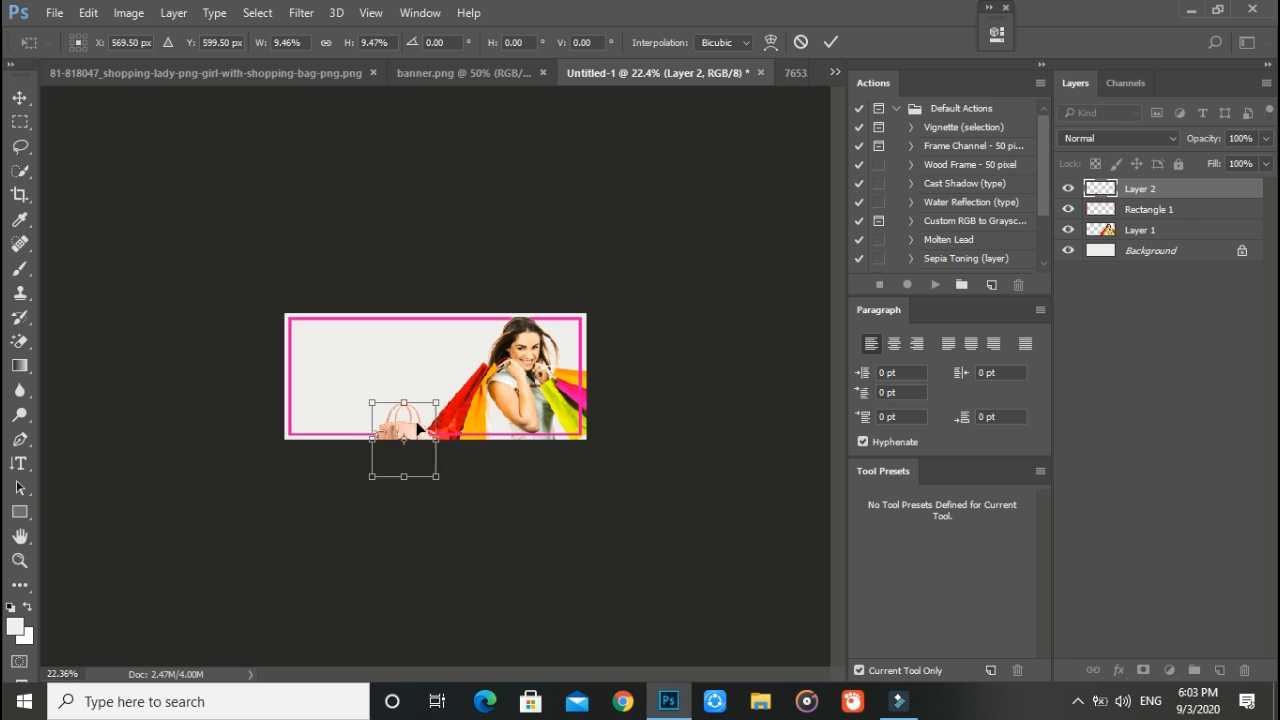 Ps File Edit Image Layer Type Select Filter 3D View Window Help
X: 569.50 px Y: 599.50 px W: 9.46% H: 9.47% 0.00 ° H: 0.00 ° V: 0.00 ° Interpolation: Bicubic
81-818047_shopping-lady-png-girl-with-shopping-bag-png.png × banner.png @ 50% (RGB/... × Untitled-1 @ 22.4% (Layer 2, RGB/8) * × 7653
Actions
Default Actions
Vignette (selection)
Frame Channel - 50 pi...
Wood Frame - 50 pixel
Cast Shadow (type)
Water Reflection (type)
Custom RGB to Graysc...
Molten Lead
Sepia Toning (layer)
Paragraph
0 pt 0 pt
0 pt
0 pt 0 pt
Hyphenate
Tool Presets
No Tool Presets Defined for Current
Tool.
Current Tool Only
Layers Channels
Kind
Normal Opacity: 100%
Lock: Fill: 100%
Layer 2
Rectangle 1
Layer 1
Background
22.36% Doc: 2.47M/4.00M
Type here to search
Ps
ENG
6:03 PM
9/3/2020